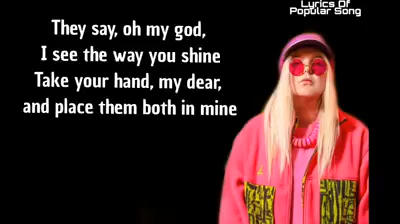 Lyrics Of
Popular Song
They say, oh my god,
I see the way you shine
Take your hand, my dear,
and place them both in mine